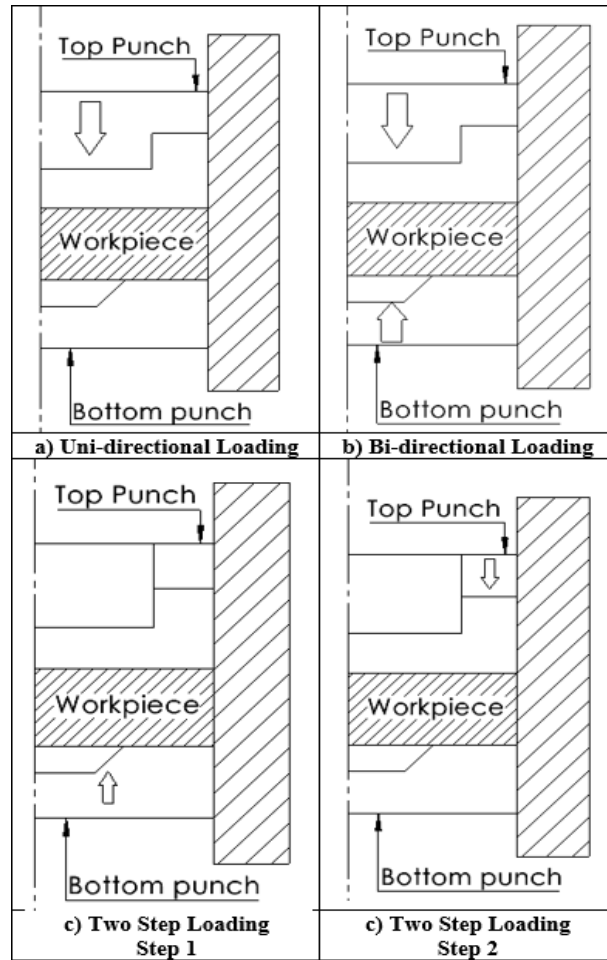 Top Punch
Workpiece
Bottom punch
a) Uni-directional Loading
Top Punch
Workpiece
Bottom punch
b) Bi-directional Loading
Top Punch
Workpiece
Bottom punch
c) Two Step Loading
Step 1
Top Punch
Workpiece
Bottom punch
c) Two Step Loading
Step 2